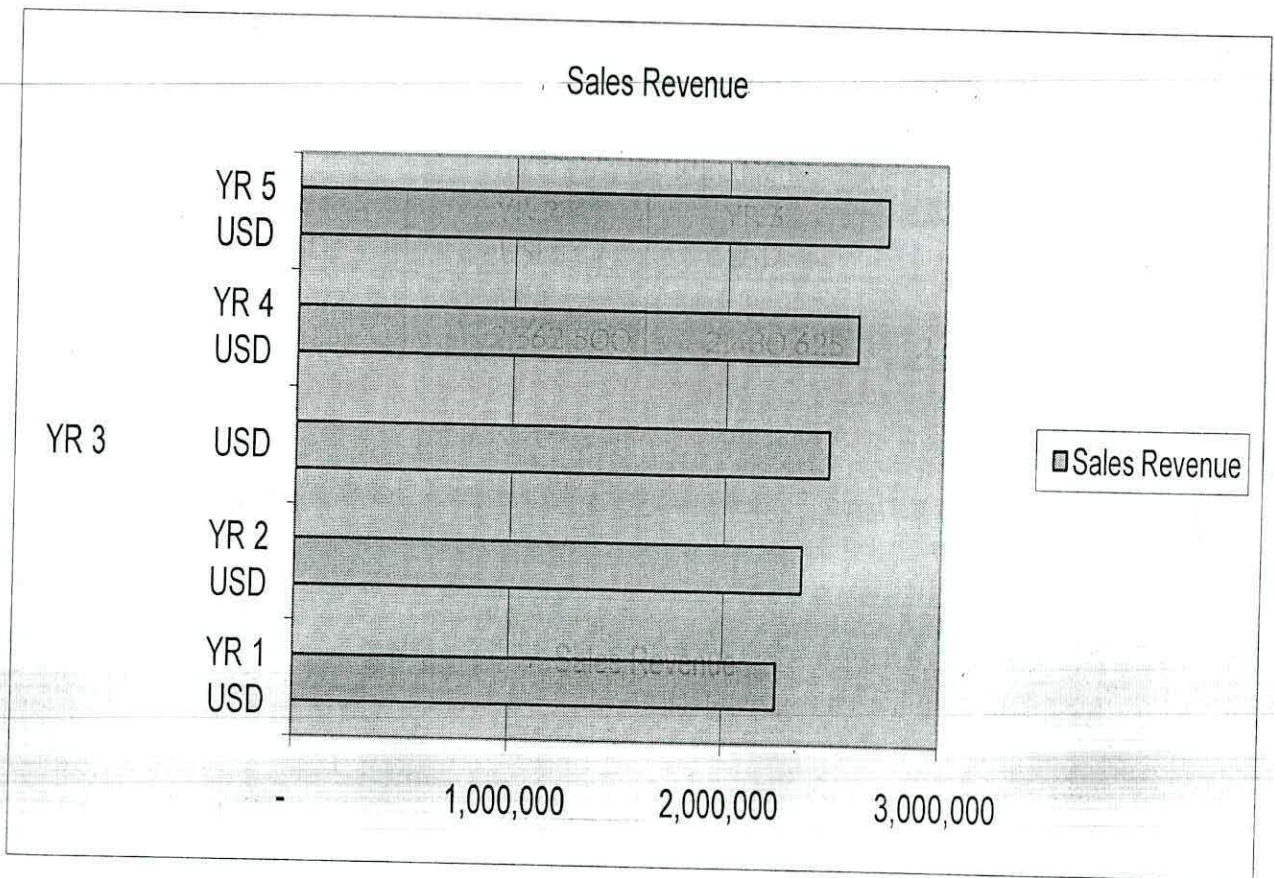 Sales Revenue
YR 5
USD
YR 4
USD
YR 3 USD
YR 2
USD
YR 1
USD
Sales Revenue
- 1,000,000 2,000,000 3,000,000